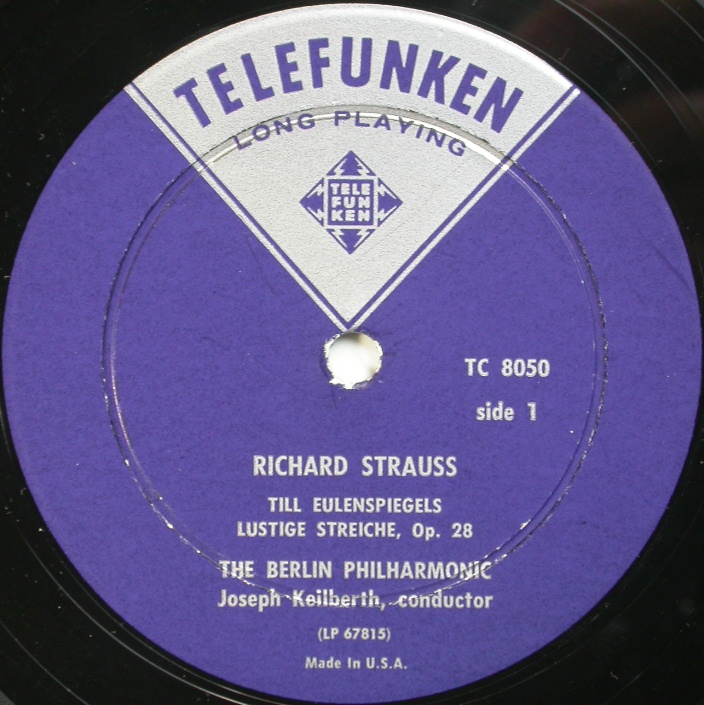 TELEFUNKEN
LONG PLAYING
TELE
FUN
KEN
TC 8050
side 1
RICHARD STRAUSS
TILL EULENSPIEGELS
LUSTIGE STREICHE, Op. 28
THE BERLIN PHILHARMONIC
Joseph Keilberth, conductor
(LP 67815)
Made In U.S.A.